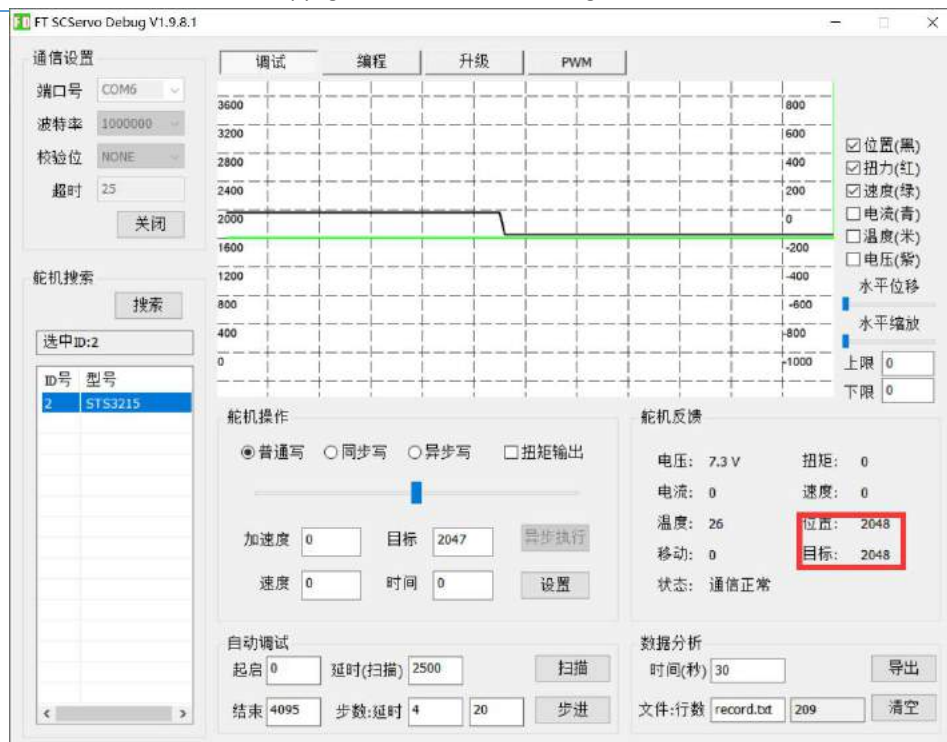 FT SCServo Debug V1.9.8.1
通信设置
端口号 COM6
波特率 1000000
校验位 NONE
超时 25
关闭
舵机搜索
搜索
选中ID:2
ID号 型号
2 STS3215
调试 编程 升级 PWM
3600 800
3200 600
2800 400
2400 200
2000 0
1600 -200
1200 -400
800 -600
400 -800
0 -1000
位置(黑)
扭力(红)
速度(绿)
电流(青)
温度(米)
电压(紫)
水平位移
水平缩放
上限 0
下限 0
舵机操作
普通写 同步写 异步写 扭矩输出
加速度 0 目标 2047 异步执行
速度 0 时间 0 设置
舵机反馈
电压: 7.3 V 扭矩: 0
电流: 0 速度: 0
温度: 26 位置: 2048
移动: 0 目标: 2048
状态: 通信正常
自动调试
起启 0 延时(扫描) 2500 扫描
结束 4095 步数:延时 4 20 步进
数据分析
时间(秒) 30 导出
文件:行数 record.txt 209 清空